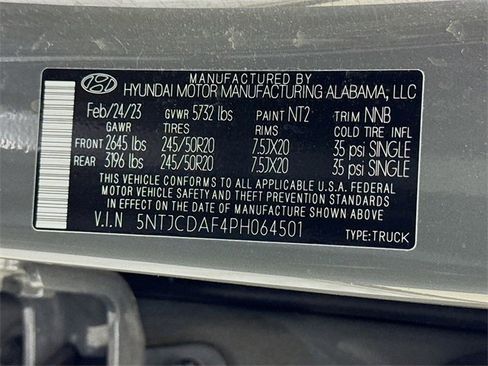 MANUFACTURED BY
HYUNDAI MOTOR MANUFACTURING ALABAMA, LLC
Feb/24/23 GVWR 5732 lbs PAINT NT2 TRIM NNB
GAWR TIRES RIMS COLD TIRE INFL
FRONT 2645 lbs 245/50R20 7.5JX20 35 psi SINGLE
REAR 3196 lbs 245/50R20 7.5JX20 35 psi SINGLE
THIS VEHICLE CONFORMS TO ALL APPLICABLE U.S.A. FEDERAL
MOTOR VEHICLE SAFETY AND THEFT PREVENTION STANDARDS
IN EFFECT ON THE DATE OF MANUFACTURE SHOWN ABOVE.
V.I.N 5NTJCDAF4PH064501
TYPE:TRUCK